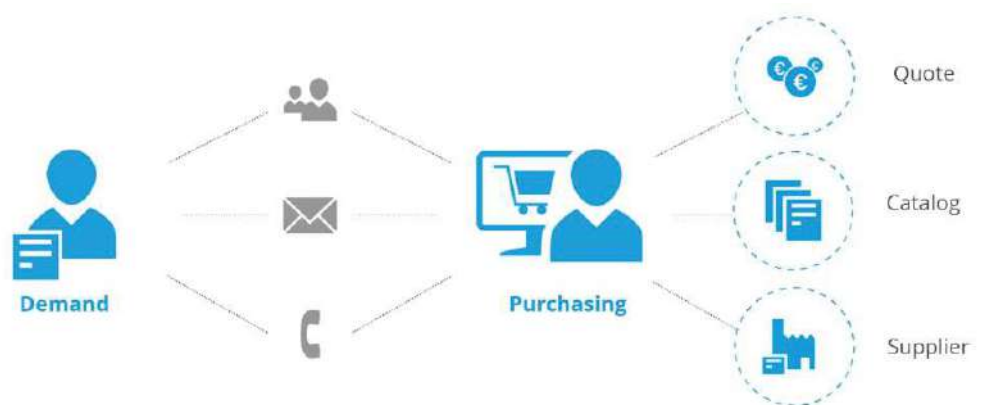 Quote
Catalog
Demand
Purchasing
Supplier